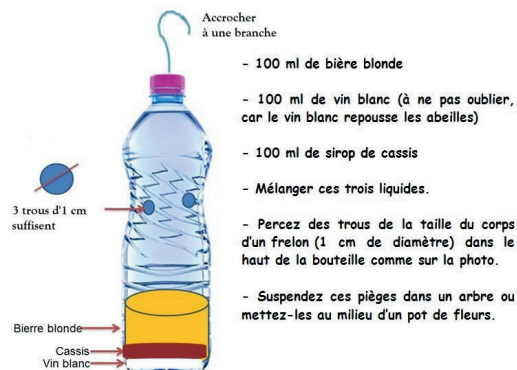 Accrocher
à une branche
- 100 ml de bière blonde
- 100 ml de vin blanc (à ne pas oublier,
car le vin blanc repousse les abeilles)
- 100 ml de sirop de cassis
- Mélanger ces trois liquides.
- Percez des trous de la taille du corps
d'un frelon (1 cm de diamètre) dans le
haut de la bouteille comme sur la photo.
- Suspendez ces pièges dans un arbre ou
mettez-les au milieu d'un pot de fleurs.
3 trous d'1 cm
suffisent
Bierre blonde
Cassis
Vin blanc